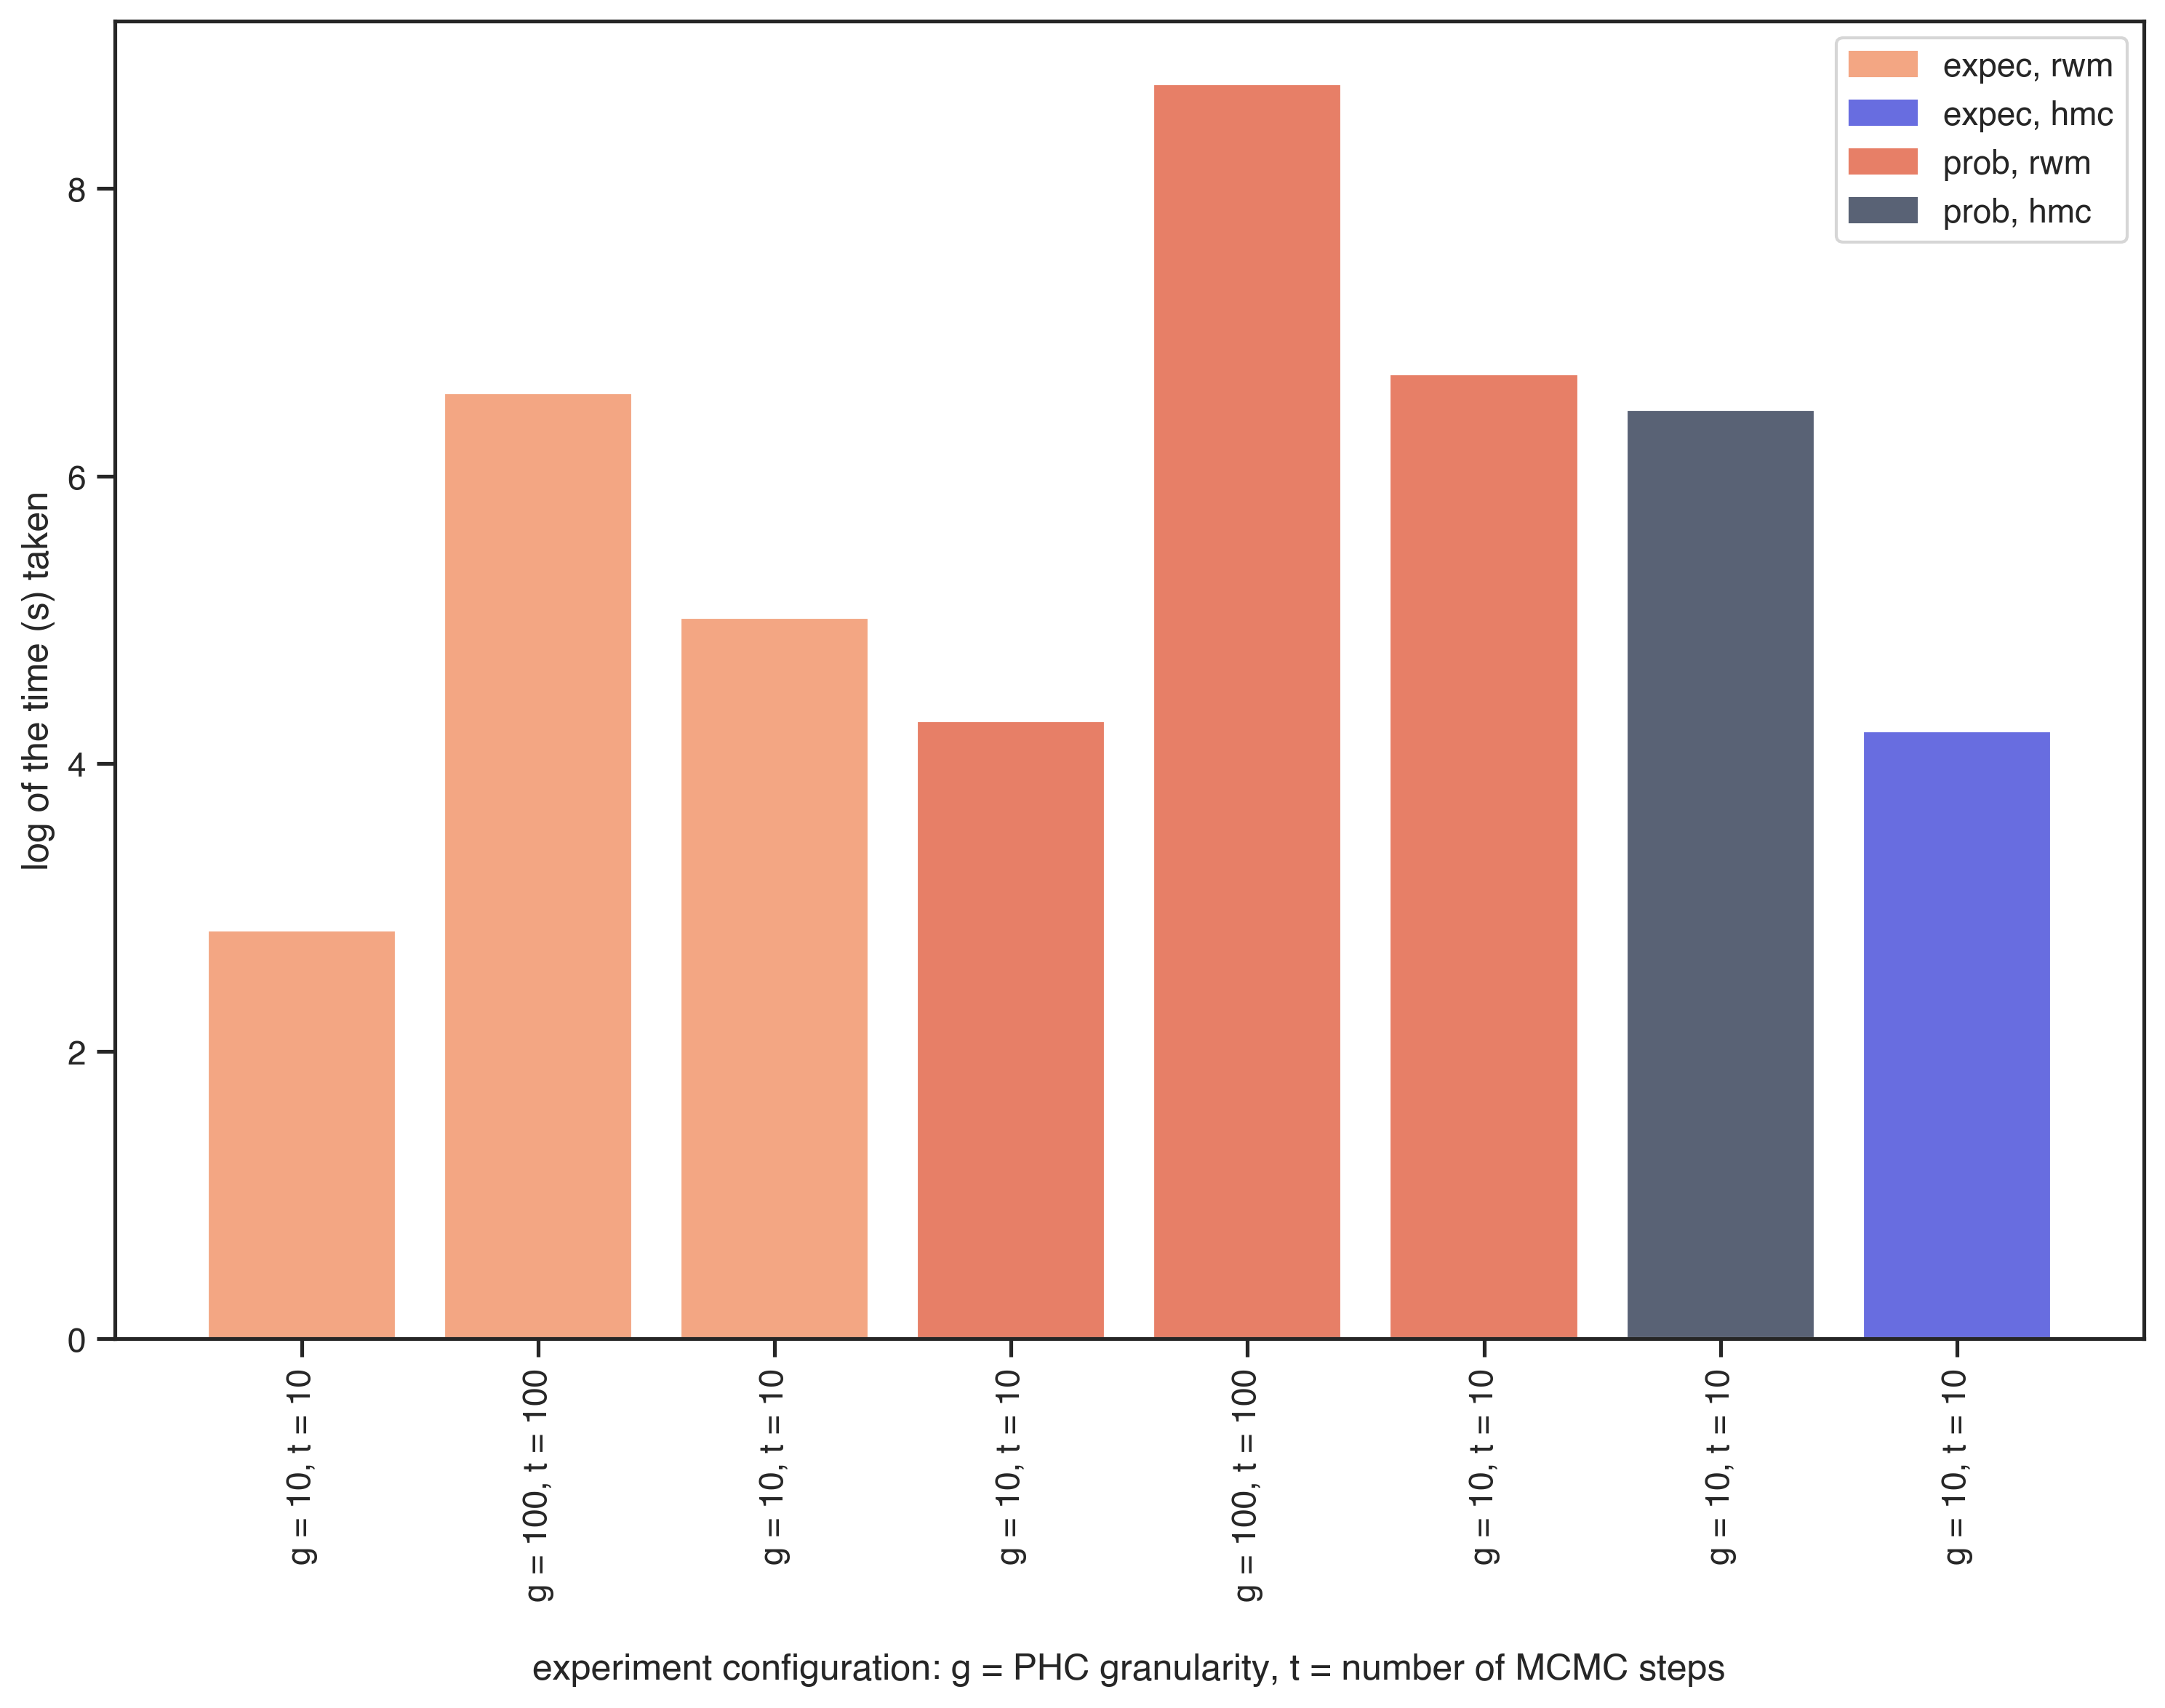 expec, rwm
expec, hmc
prob, rwm
prob, hmc
log of the time (s) taken
8
6
4
2
0
g = 10, t = 10
g = 100, t = 100
g = 10, t = 10
g = 10, t = 10
g = 100, t = 100
g = 10, t = 10
g = 10, t = 10
g = 10, t = 10
experiment configuration: g = PHC granularity, t = number of MCMC steps